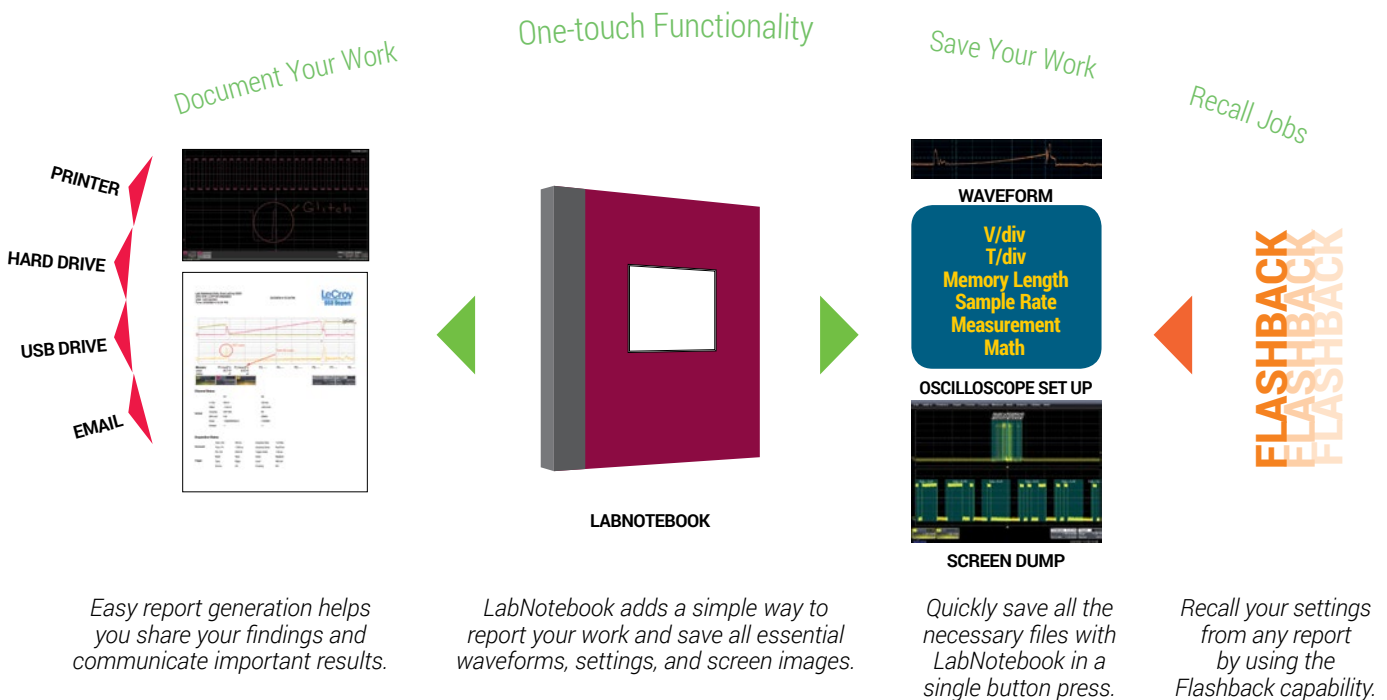 Document Your Work
One-touch Functionality
Save Your Work
Recall Jobs
PRINTER
HARD DRIVE
USB DRIVE
EMAIL
Glitch
LeCroy
DSO Report
LABNOTEBOOK
WAVEFORM
V/div
T/div
Memory Length
Sample Rate
Measurement
Math
OSCILLOSCOPE SET UP
SCREEN DUMP
FLASHBACK
FLASHBACK
FLASHBACK
Easy report generation helps
you share your findings and
communicate important results.
LabNotebook adds a simple way to
report your work and save all essential
waveforms, settings, and screen images.
Quickly save all the
necessary files with
LabNotebook in a
single button press.
Recall your settings
from any report
by using the
Flashback capability.